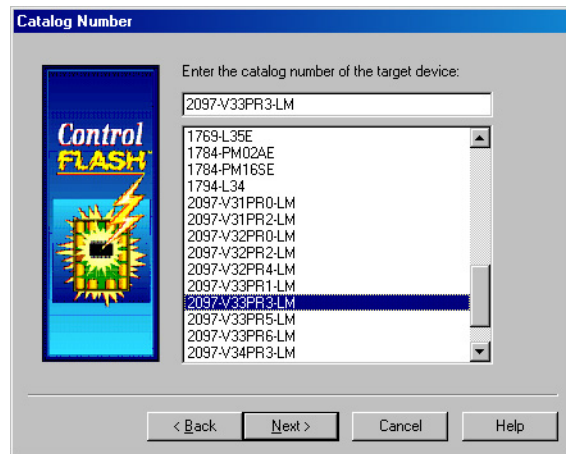 Catalog Number
Enter the catalog number of the target device:
2097-V33PR3-LM
Control
FLASH
1769-L35E
1784-PM02AE
1784-PM16SE
1794-L34
2097-V31PR0-LM
2097-V31PR2-LM
2097-V32PR0-LM
2097-V32PR2-LM
2097-V32PR4-LM
2097-V33PR1-LM
2097-V33PR3-LM
2097-V33PR5-LM
2097-V33PR6-LM
2097-V34PR3-LM
< Back
Next >
Cancel
Help